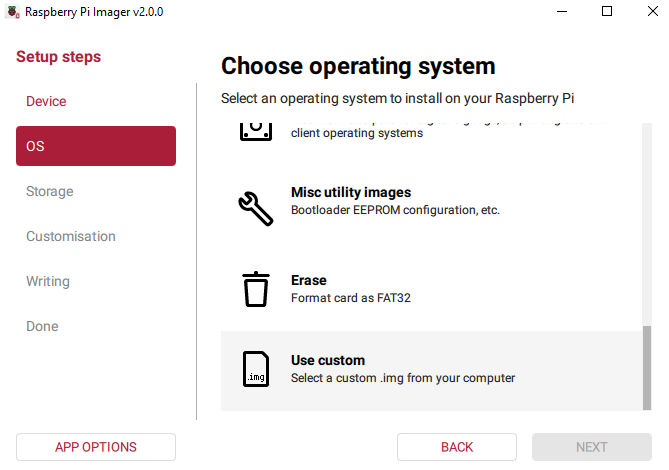 Raspberry Pi Imager v2.0.0
Setup steps
Device
OS
Storage
Customisation
Writing
Done
Choose operating system
Select an operating system to install on your Raspberry Pi
client operating systems
Misc utility images
Bootloader EEPROM configuration, etc.
Erase
Format card as FAT32
.img
Use custom
Select a custom .img from your computer
APP OPTIONS
BACK
NEXT